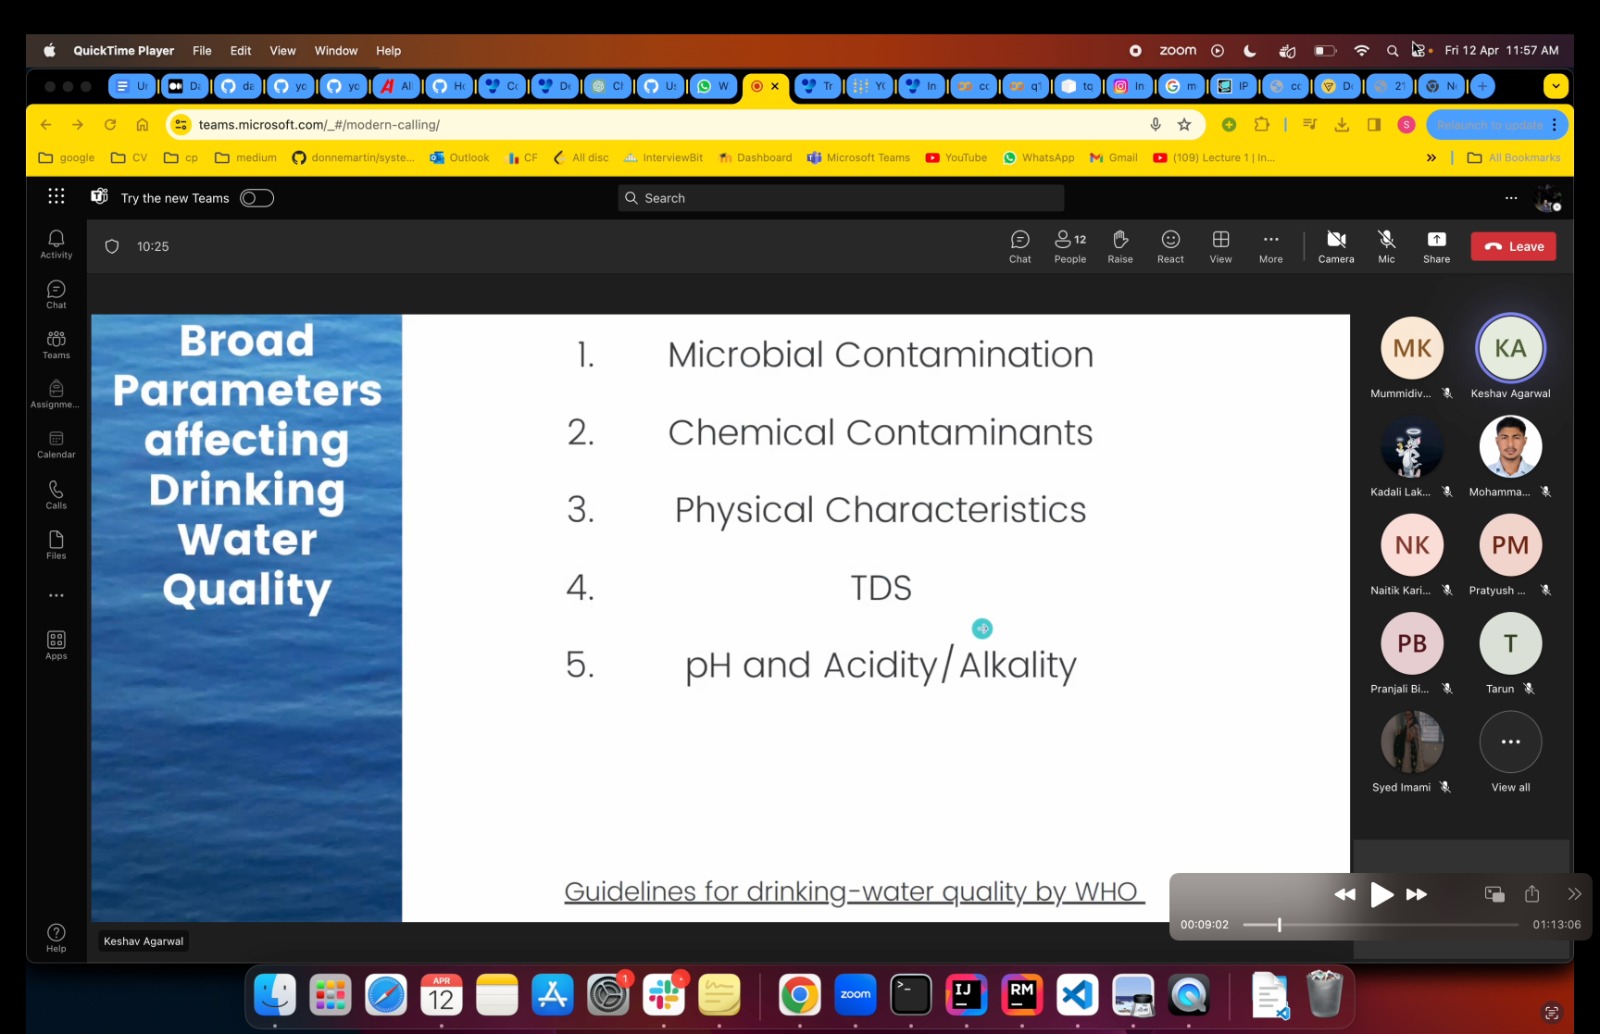 QuickTime Player File Edit View Window Help zoom Fri 12 Apr 11:57 AM
teams.microsoft.com/_#/modern-calling/ Relaunch to update
google CV cp medium donnemartin/syste... Outlook CF All disc InterviewBit Dashboard Microsoft Teams YouTube WhatsApp Gmail (109) Lecture 1 | In... All Bookmarks
Try the new Teams Search
Activity
Chat
Teams
Assignme...
Calendar
Calls
Files
Apps
Help
10:25
Chat
12
People
Raise
React
View
More
Camera
Mic
Share
Leave
Broad
Parameters
affecting
Drinking
Water
Quality
1. Microbial Contamination
2. Chemical Contaminants
3. Physical Characteristics
4. TDS
5. pH and Acidity/Alkality
Guidelines for drinking-water quality by WHO
Keshav Agarwal
MK
Mummidiv...
KA
Keshav Agarwal
Kadali Lak...
Mohamma...
NK
Naitik Kari...
PM
Pratyush ...
PB
Pranjali Bi...
T
Tarun
Syed Imami
View all
00:09:02 01:13:06
APR
12
1
zoom
IJ
RM